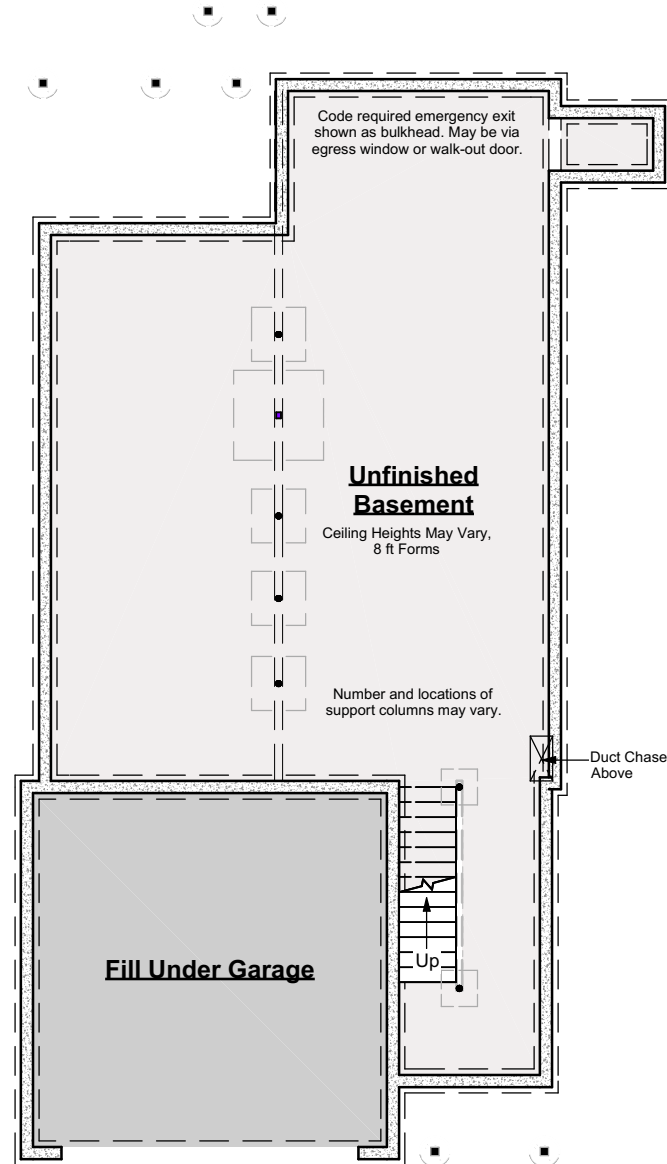 Code required emergency exit
shown as bulkhead. May be via
egress window or walk-out door.
Unfinished
Basement
Ceiling Heights May Vary,
8 ft Forms
Number and locations of
support columns may vary.
Duct Chase
Above
Up
Fill Under Garage